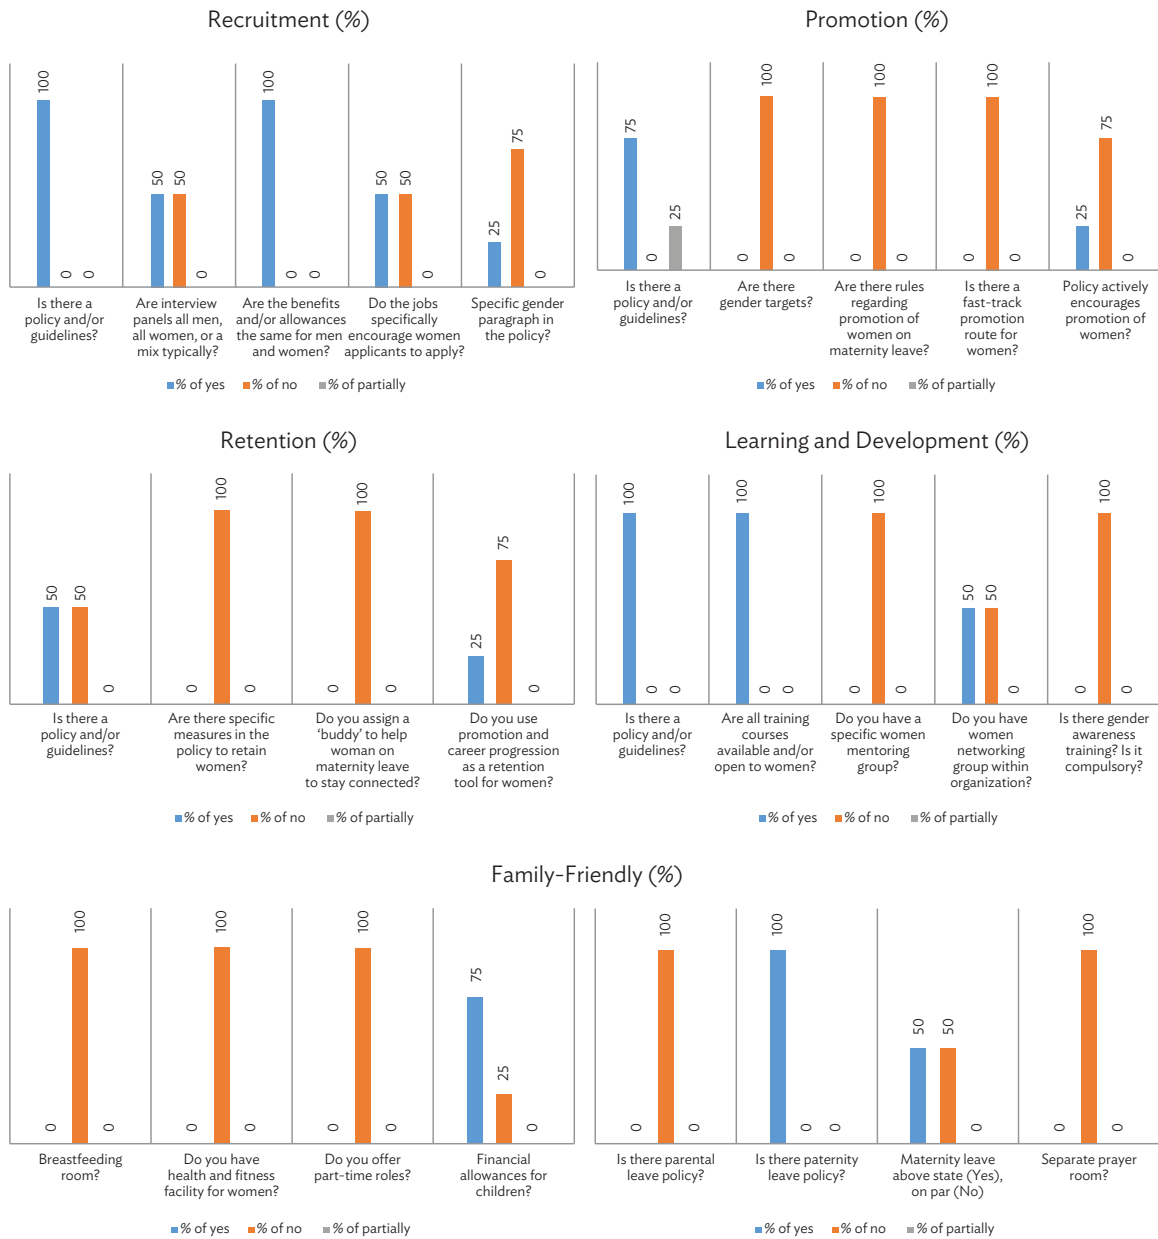 Recruitment (%)
100
0
0
50
50
0
100
0
0
50
50
0
25
75
0
Is there a
policy and/or
guidelines?
Are interview
panels all men,
all women, or a
mix typically?
Are the benefits
and/or allowances
the same for men
and women?
Do the jobs
specifically
encourage women
applicants to apply?
Specific gender
paragraph in
the policy?
% of yes
% of no
% of partially
Promotion (%)
75
0
25
0
100
0
0
100
0
0
100
0
25
75
0
Is there a
policy and/or
guidelines?
Are there
gender targets?
Are there rules
regarding
promotion of
women on
maternity leave?
Is there a
fast-track
promotion
route for
women?
Policy actively
encourages
promotion of
women?
% of yes
% of no
% of partially
Retention (%)
50
50
0
0
100
0
0
100
0
25
75
0
Is there a
policy and/or
guidelines?
Are there specific
measures in the
policy to retain
women?
Do you assign a
‘buddy’ to help
woman on
maternity leave
to stay connected?
Do you use
promotion and
career progression
as a retention
tool for women?
% of yes
% of no
% of partially
Learning and Development (%)
100
0
0
100
0
0
0
100
0
50
50
0
0
100
0
Is there a
policy and/or
guidelines?
Are all training
courses
available and/or
open to women?
Do you have a
specific women
mentoring
group?
Do you have
women
networking
group within
organization?
Is there gender
awareness
training? Is it
compulsory?
% of yes
% of no
% of partially
Family-Friendly (%)
0
100
0
0
100
0
0
100
0
75
25
0
Breastfeeding
room?
Do you have
health and fitness
facility for women?
Do you offer
part-time roles?
Financial
allowances for
children?
% of yes
% of no
% of partially
0
100
0
100
0
0
50
50
0
0
100
0
Is there parental
leave policy?
Is there paternity
leave policy?
Maternity leave
above state (Yes),
on par (No)
Separate prayer
room?
% of yes
% of no
% of partially